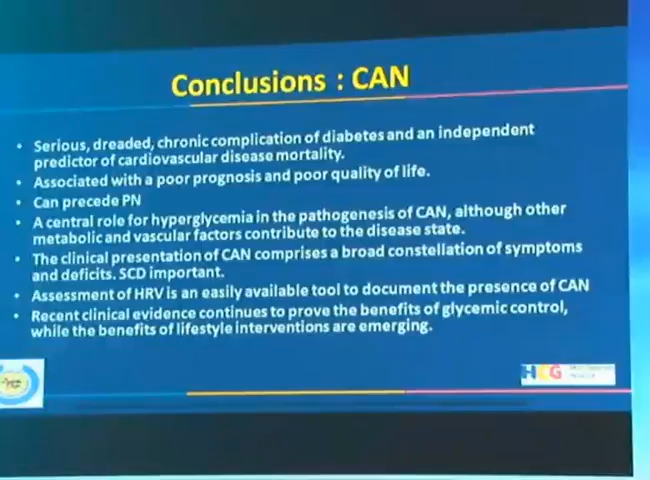 Conclusions : CAN
• Serious, dreaded, chronic complication of diabetes and an independent
predictor of cardiovascular disease mortality.
• Associated with a poor prognosis and poor quality of life.
• Can precede PN
• A central role for hyperglycemia in the pathogenesis of CAN, although other
metabolic and vascular factors contribute to the disease state.
• The clinical presentation of CAN comprises a broad constellation of symptoms
and deficits. SCD important.
• Assessment of HRV is an easily available tool to document the presence of CAN
• Recent clinical evidence continues to prove the benefits of glycemic control,
while the benefits of lifestyle interventions are emerging.
HCG